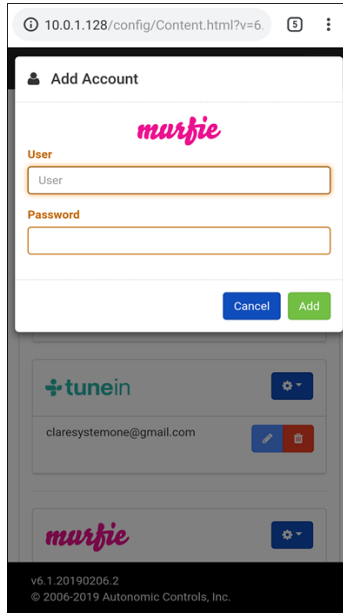 10.0.1.128/config/Content.html?v=6.
5
Add Account
murfie
User
User
Password
Cancel
Add
tunein
claresystemone@gmail.com
murfie
v6.1.20190206.2
© 2006-2019 Autonomic Controls, Inc.